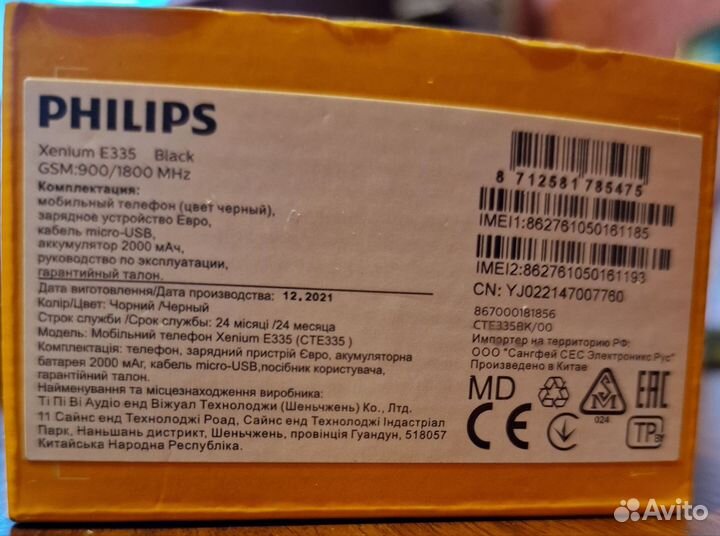 PHILIPS
Xenium E335 Black
GSM:900/1800 MHz
Комплектация:
мобильный телефон (цвет черный),
зарядное устройство Евро,
кабель micro-USB,
аккумулятор 2000 мАч,
руководство по эксплуатации,
гарантийный талон.
Дата виготовлення/Дата производства: 12.2021
Колір/Цвет: Чорний /Черный
Строк служби /Срок службы: 24 місяці /24 месяца
Модель: Мобільний телефон Xenium E335 (CTE335 )
Комплектація: телефон, зарядний пристрій Євро, акумуляторна
батарея 2000 мАг, кабель micro-USB,посібник користувача,
гарантійний талон.
Найменування та місцезнаходження виробника:
Ті Пі Ві Аудіо енд Віжуал Технолоджи (Шеньчжень) Ко., Лтд.
11 Сайнс енд Технолоджі Роад, Сайнс енд Технолоджі Індастріал
Парк, Наньшань дистрикт, Шеньчжень, провінція Гуандун, 518057
Китайська Народна Республіка.
8 712581 785475
IMEI1:862761050161185
IMEI2:862761050161193
CN: YJ022147007760
867000181856
CTE335BK/00
Импортер на территорию РФ:
ООО "Сангфей СЕС Электроникс Рус"
Произведено в Китае
MD
024
EAC
CE
TP BY
Avito